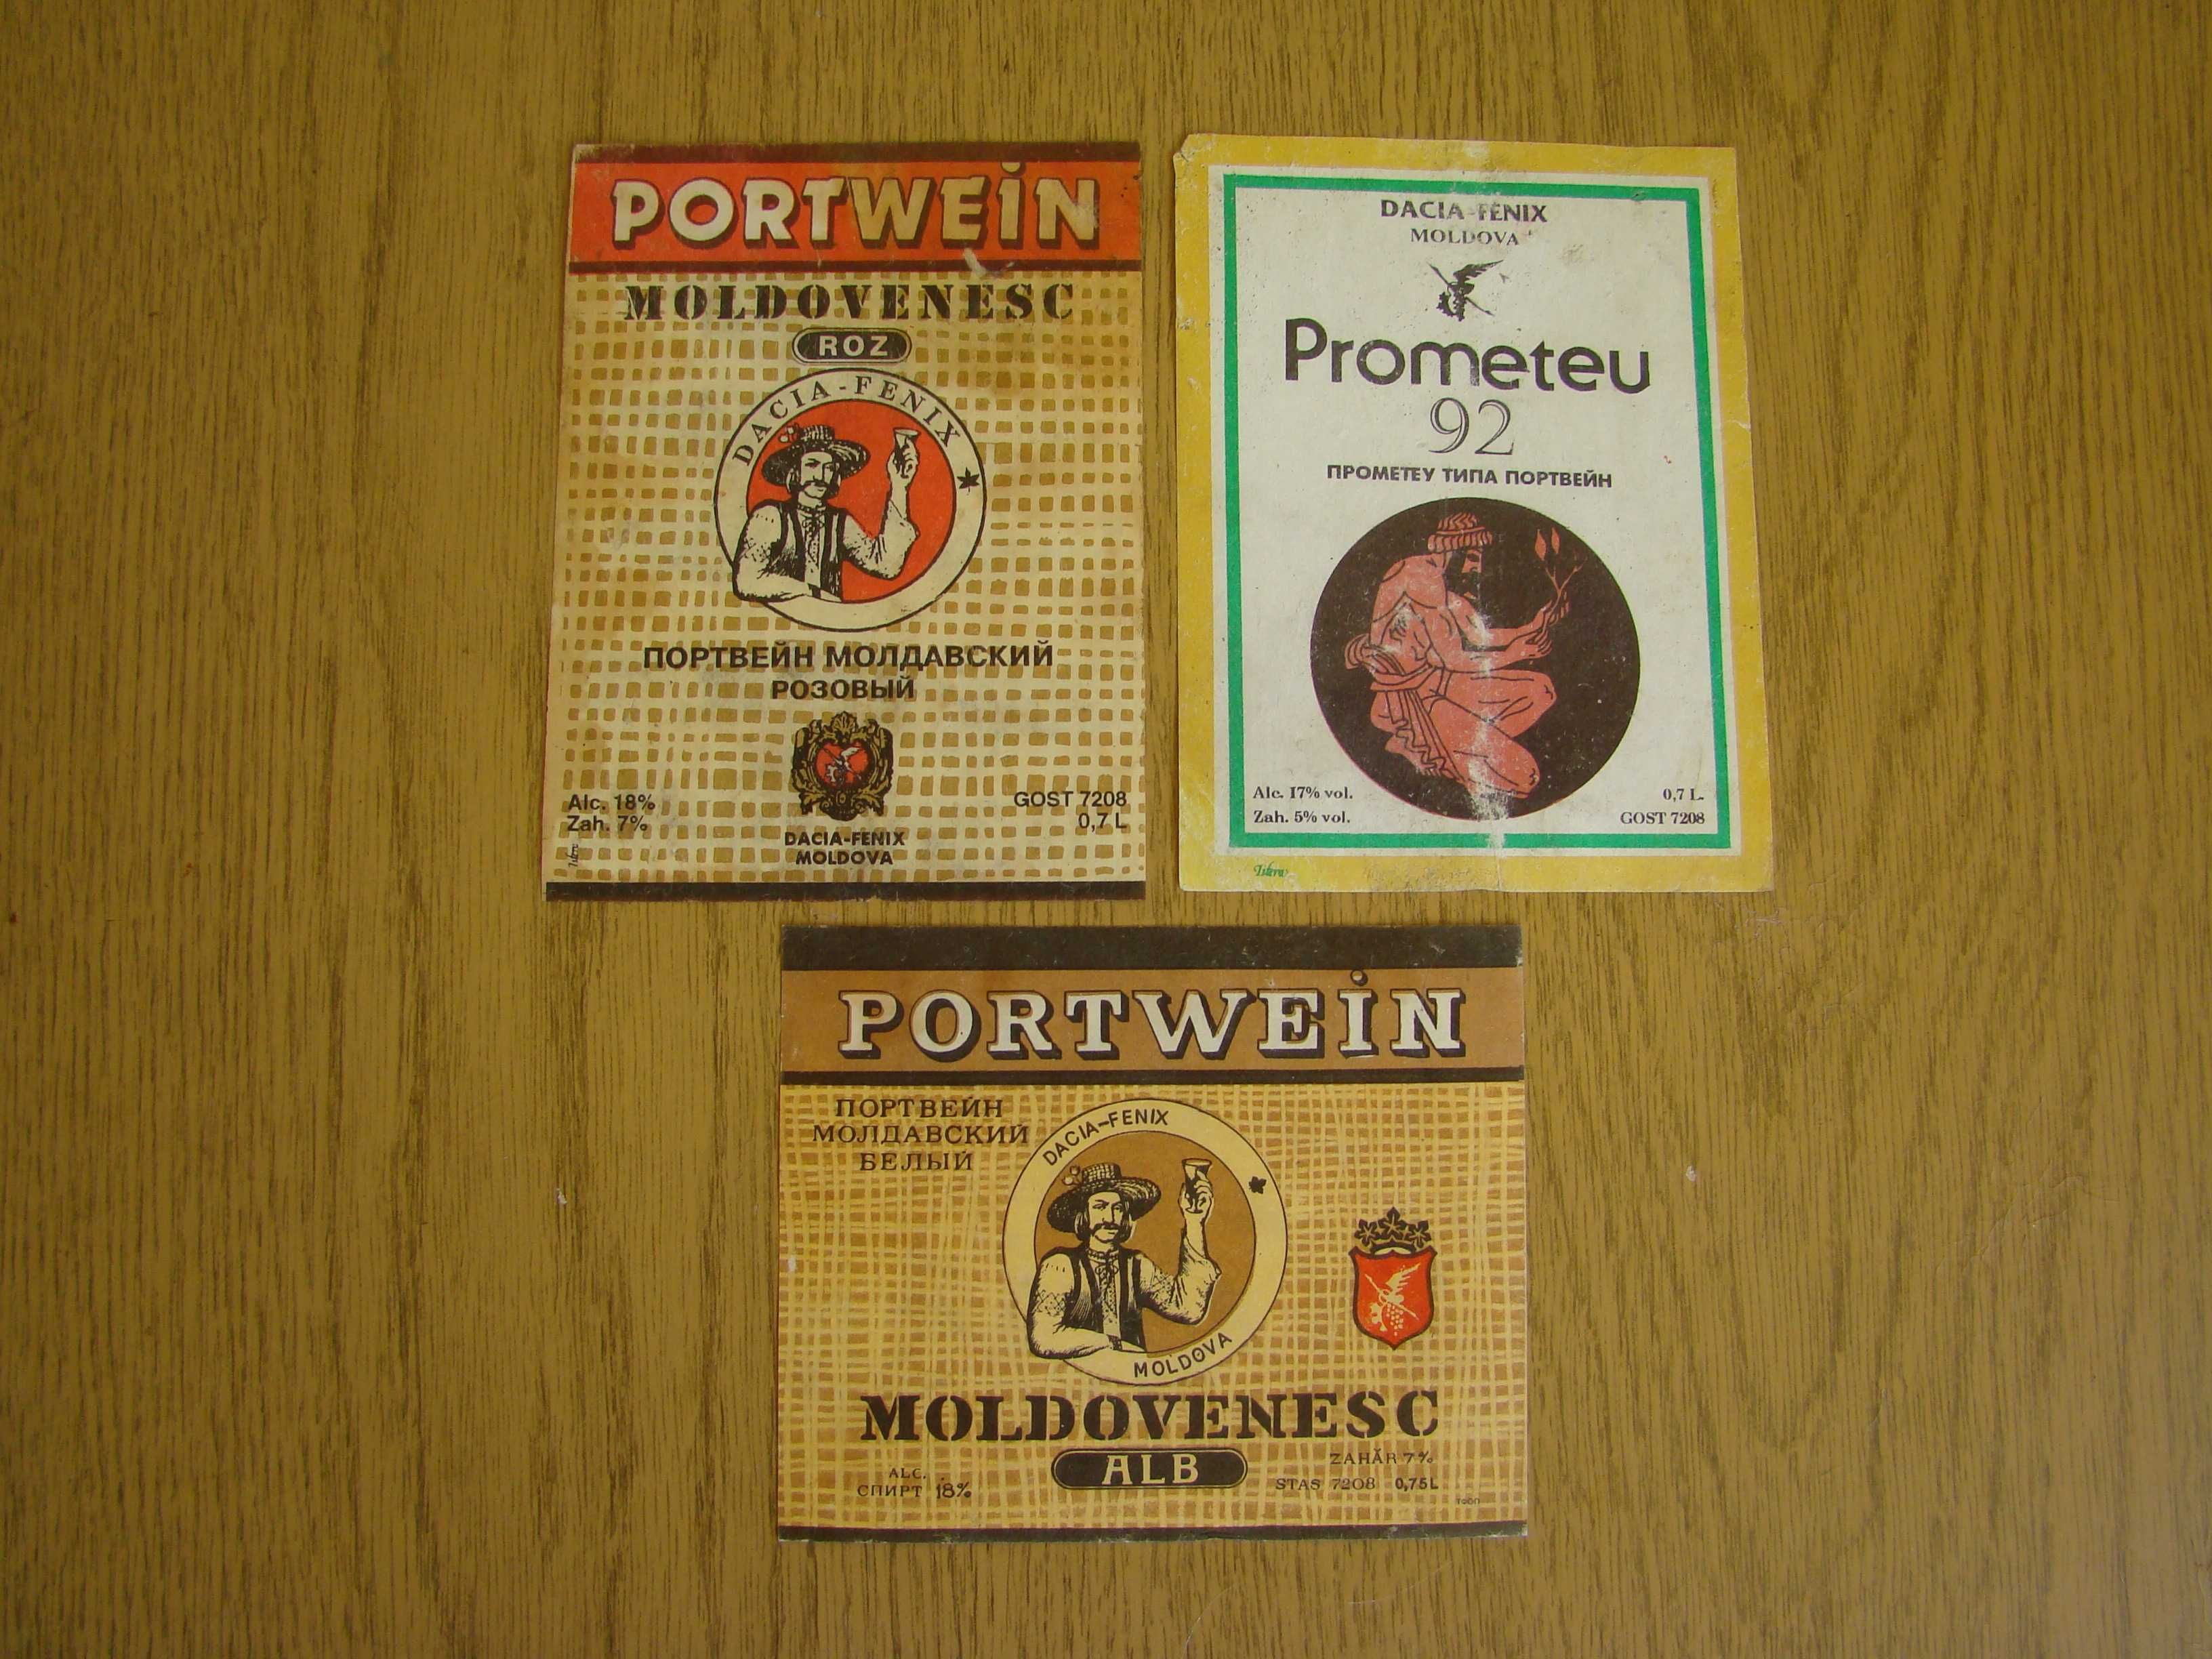 PORTWEIN
MOLDOVENESC
ROZ
DACIA-FENIX
ПОРТВЕЙН МОЛДАВСКИЙ
РОЗОВЫЙ
Alc. 18%
Zah. 7%
GOST 7208
0,7 L
DACIA-FENIX
MOLDOVA
DACIA-FENIX
MOLDOVA
Prometeu
92
ПРОМЕТЕУ ТИПА ПОРТВЕЙН
Alc. 17% vol.
Zah. 5% vol.
0,7 L.
GOST 7208
PORTWEIN
ПОРТВЕЙН
МОЛДАВСКИЙ
БЕЛЫЙ
DACIA-FENIX
MOLDOVA
MOLDOVENESC
ALB
ALC.
СПИРТ 18%
ZAHĂR 7%
STAS 7208 0,75L